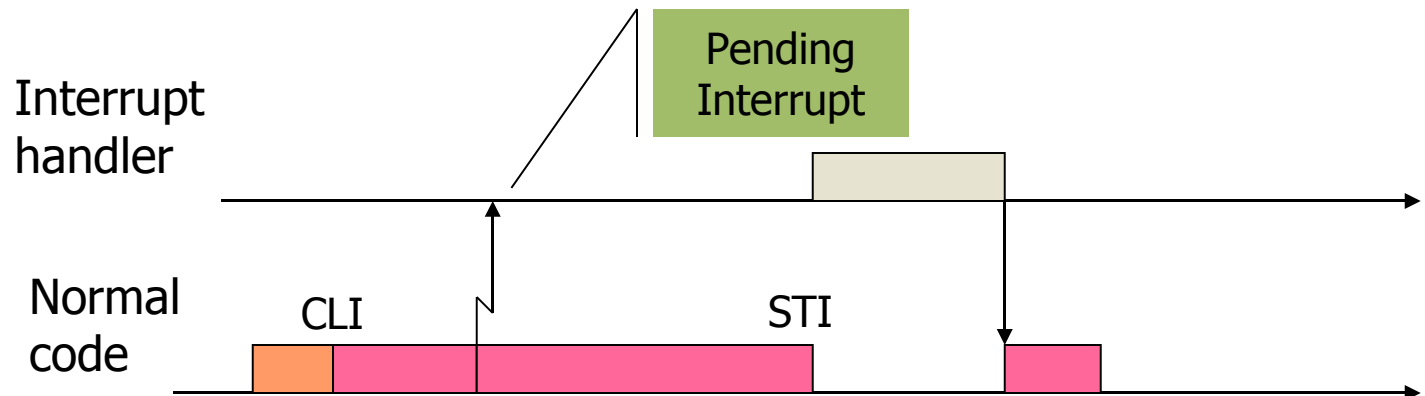 Pending
Interrupt
Interrupt
handler
Normal
code
CLI
STI